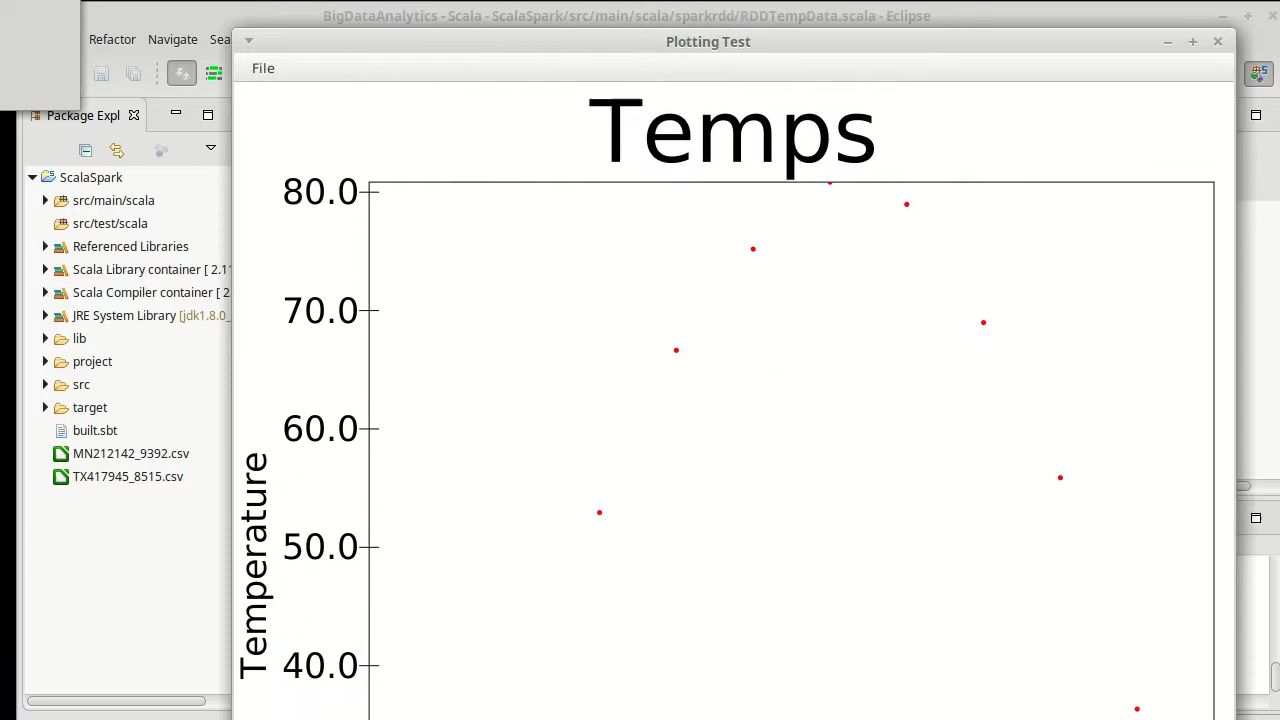 BigDataAnalytics - Scala - ScalaSpark/src/main/scala/sparkrdd/RDDTempData.scala - Eclipse
Refactor Navigate Sea
Plotting Test
File
Package Expl
ScalaSpark
src/main/scala
src/test/scala
Referenced Libraries
Scala Library container [ 2.1
Scala Compiler container [ 2
JRE System Library [jdk1.8.0_
lib
project
src
target
built.sbt
MN212142_9392.csv
TX417945_8515.csv
Temps
80.0
70.0
60.0
50.0
40.0
Temperature